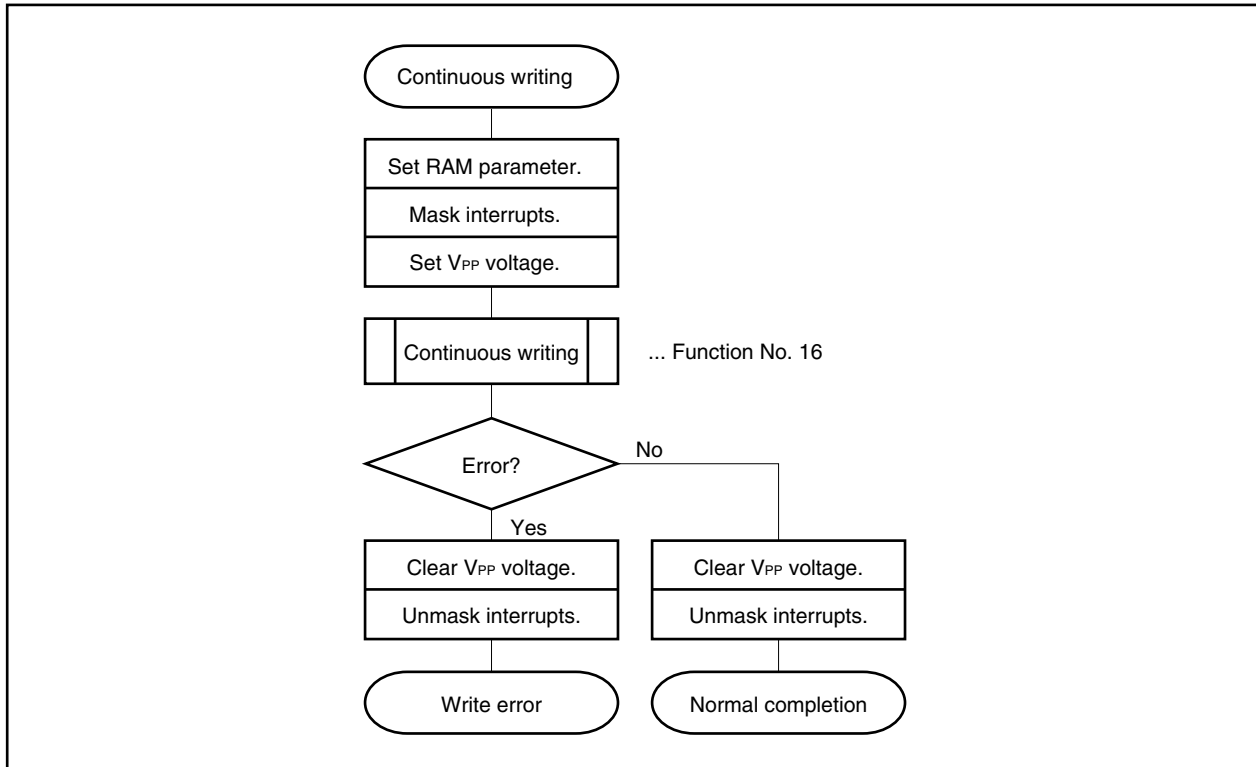 Continuous writing
Set RAM parameter.
Mask interrupts.
Set VPP voltage.
Continuous writing
... Function No. 16
Error?
No
Yes
Clear VPP voltage.
Unmask interrupts.
Write error
Clear VPP voltage.
Unmask interrupts.
Normal completion